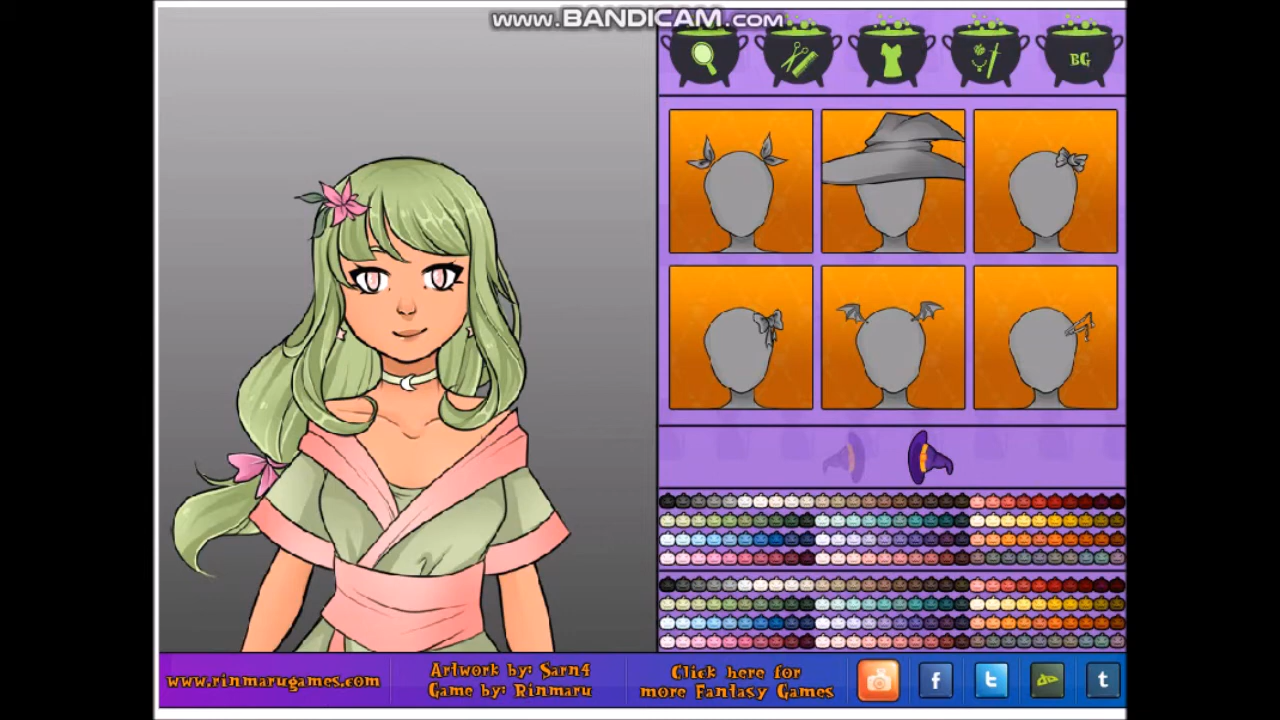 www.BANDICAM.com
BG
www.rinmarugames.com
Artwork by: Sarn4
Game by: Rinmaru
Click here for
more Fantasy Games
f
t
t